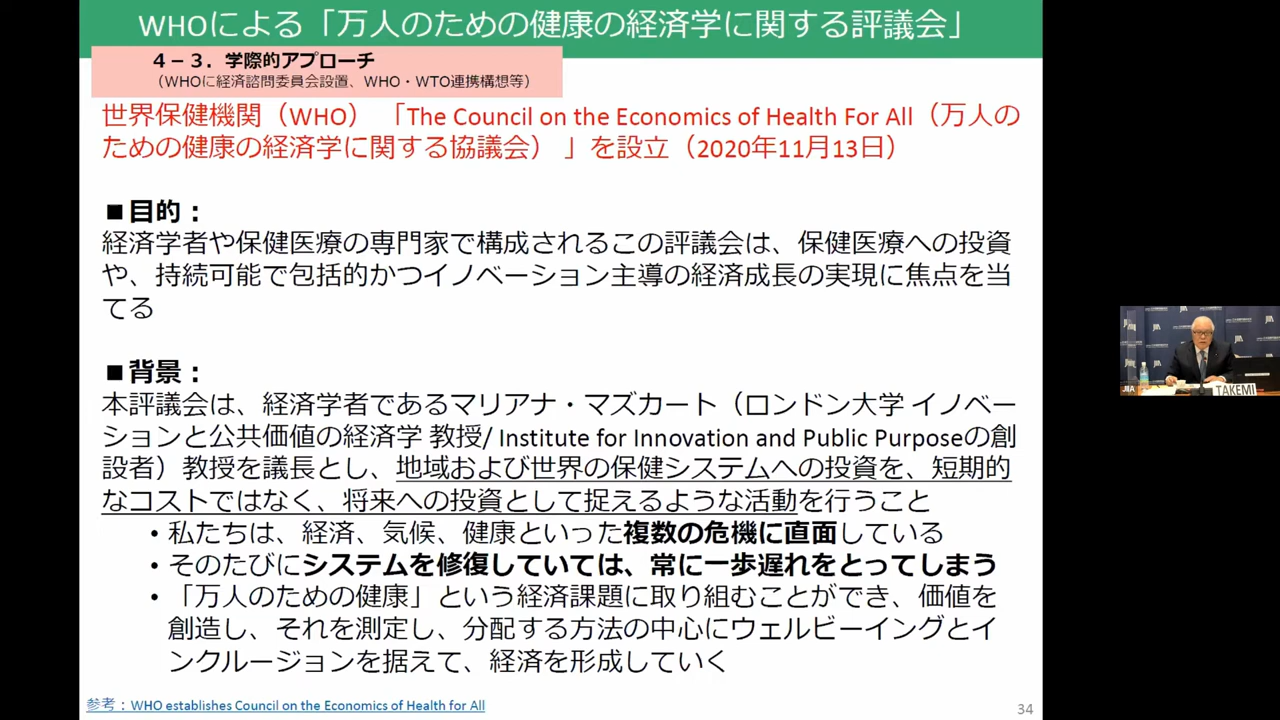 WHOによる「万人のための健康の経済学に関する評議会」
４－３．学際的アプローチ
（WHOに経済諮問委員会設置、WHO・WTO連携構想等）
世界保健機関（WHO）「The Council on the Economics of Health For All（万人の
ための健康の経済学に関する協議会）」を設立（2020年11月13日）
■目的：
経済学者や保健医療の専門家で構成されるこの評議会は、保健医療への投資
や、持続可能で包括的かつイノベーション主導の経済成長の実現に焦点を当
てる
■背景：
本評議会は、経済学者であるマリアナ・マズカート（ロンドン大学 イノベー
ションと公共価値の経済学 教授/ Institute for Innovation and Public Purposeの創
設者）教授を議長とし、地域および世界の保健システムへの投資を、短期的
なコストではなく、将来への投資として捉えるような活動を行うこと
• 私たちは、経済、気候、健康といった複数の危機に直面している
• そのたびにシステムを修復していては、常に一歩遅れをとってしまう
• 「万人のための健康」という経済課題に取り組むことができ、価値を
創造し、それを測定し、分配する方法の中心にウェルビーイングとイ
ンクルージョンを据えて、経済を形成していく
参考：WHO establishes Council on the Economics of Health for All
34
JIA
TAKEMI